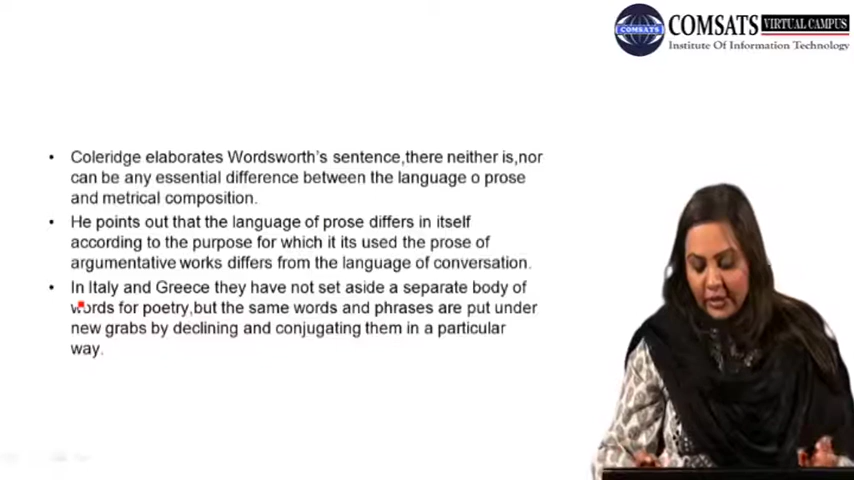 COMSATS VIRTUAL CAMPUS
Institute Of Information Technology
COMSATS
• Coleridge elaborates Wordsworth's sentence,there neither is,nor
can be any essential difference between the language o prose
and metrical composition.
• He points out that the language of prose differs in itself
according to the purpose for which it its used the prose of
argumentative works differs from the language of conversation.
• In Italy and Greece they have not set aside a separate body of
words for poetry,but the same words and phrases are put under
new grabs by declining and conjugating them in a particular
way.